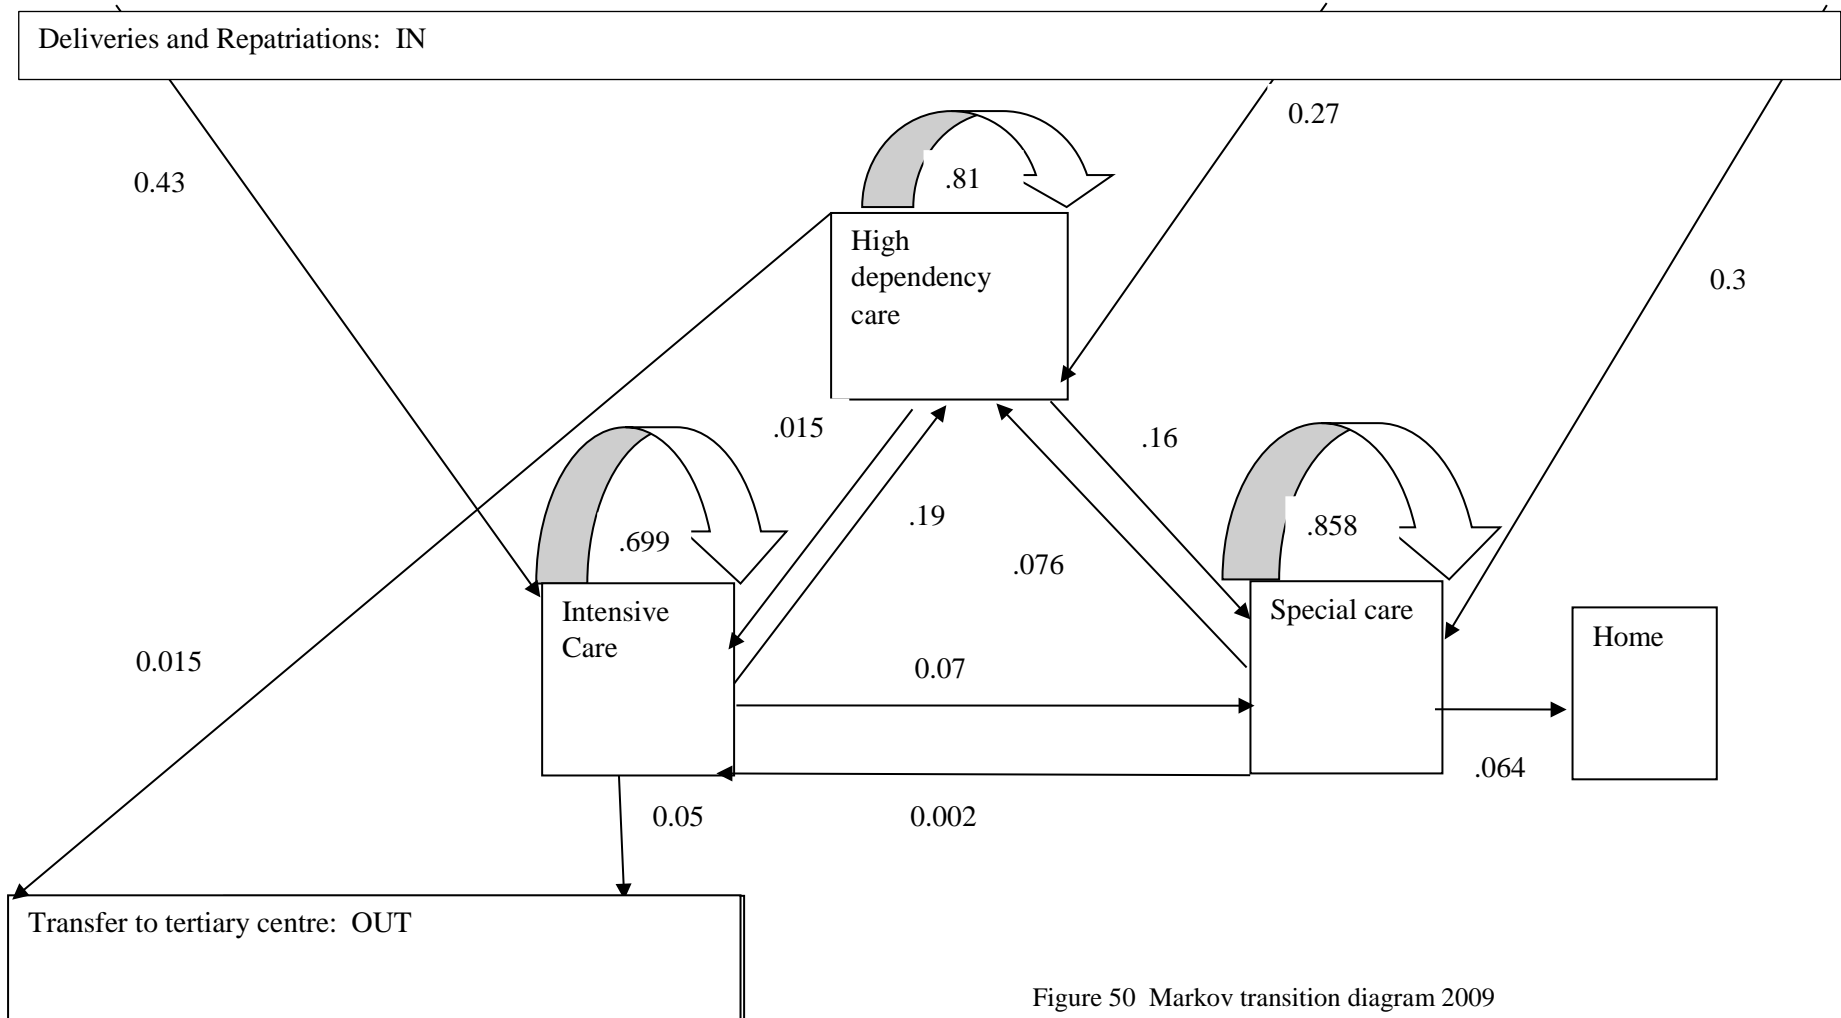 Deliveries and Repatriations:  IN
0.27
0.43
.81
High
dependency
care
0.3
.015
.16
.19
.699
.858
.076
Intensive
Care
Special care
Home
0.015
0.07
.064
0.05
0.002
Transfer to tertiary centre:  OUT
Figure 50  Markov transition diagram 2009